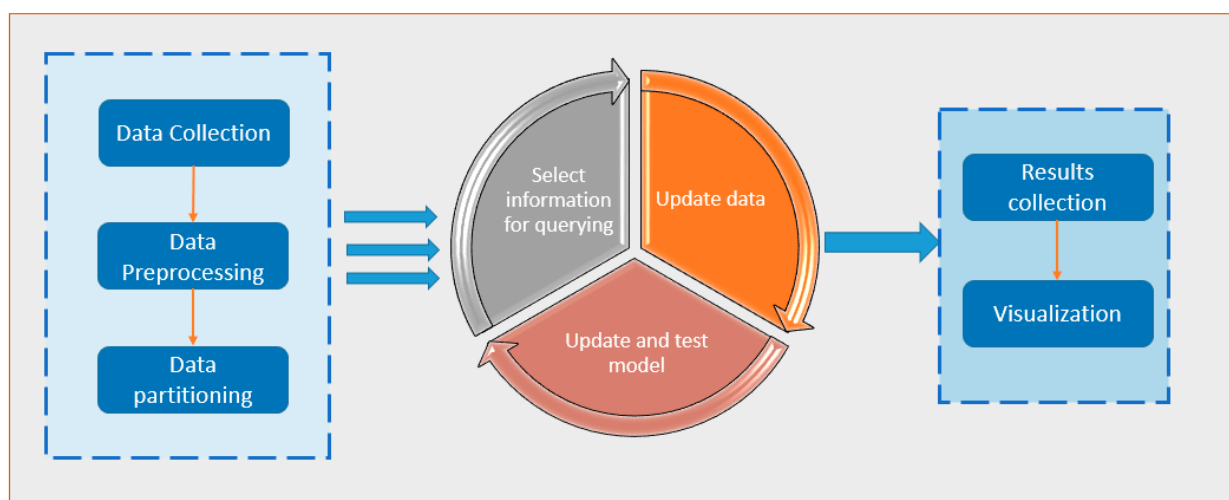 Data Collection
Data
Preprocessing
Data
partitioning
Select
information
for querying
Update data
Update and test
model
Results
collection
Visualization